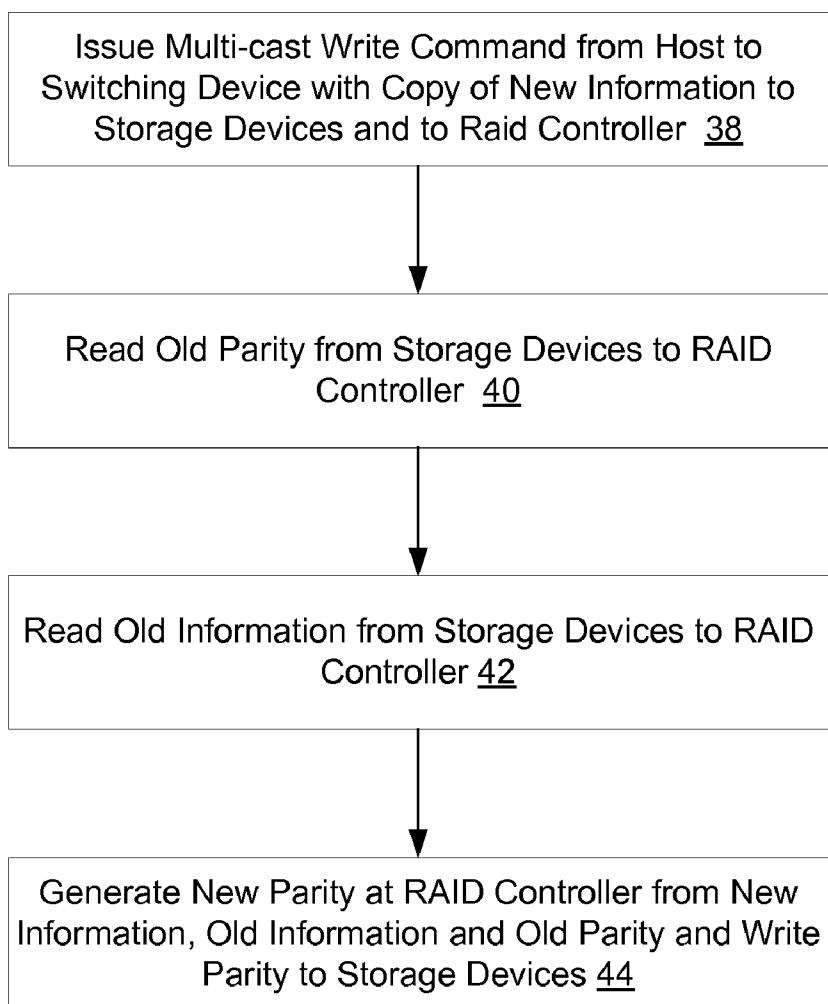 Issue Multi-cast Write Command from Host to
Switching Device with Copy of New Information to
Storage Devices and to Raid Controller 38
Read Old Parity from Storage Devices to RAID
Controller 40
Read Old Information from Storage Devices to RAID
Controller 42
Generate New Parity at RAID Controller from New
Information, Old Information and Old Parity and Write
Parity to Storage Devices 44